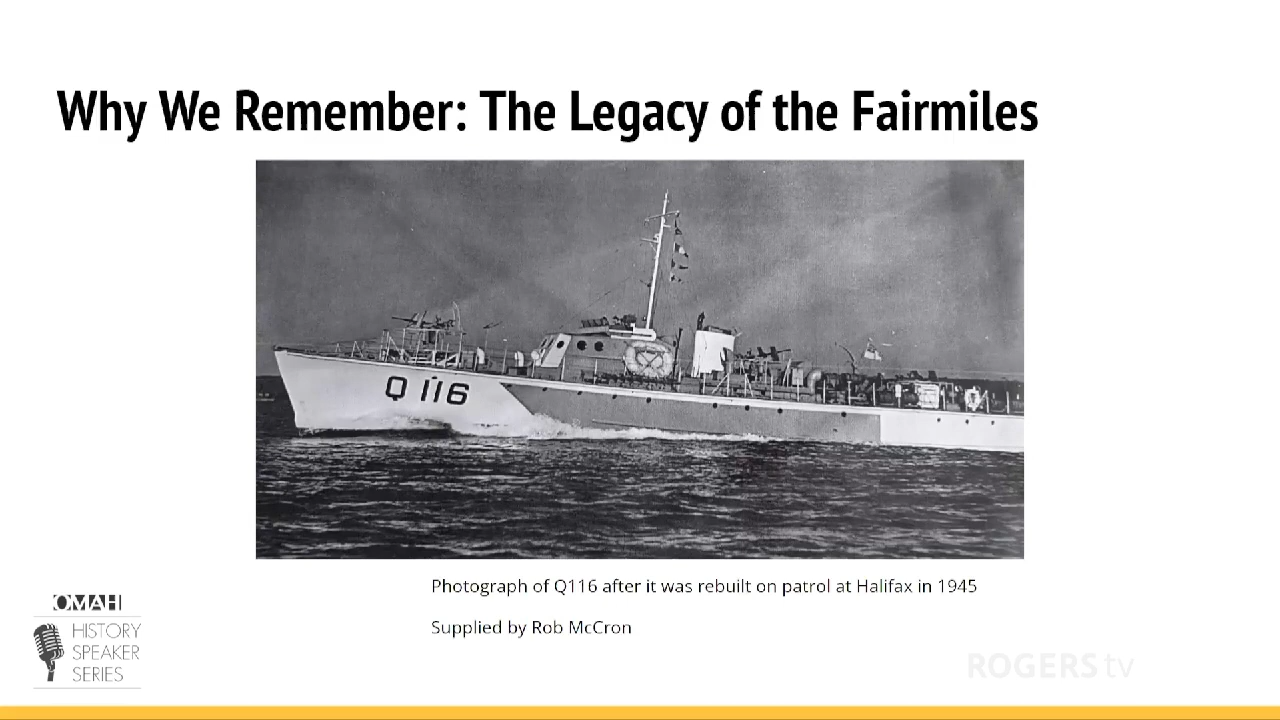 Why We Remember: The Legacy of the Fairmiles
Q 116
Photograph of Q116 after it was rebuilt on patrol at Halifax in 1945
Supplied by Rob McCron
OMAH
HISTORY
SPEAKER
SERIES
ROGERS tv